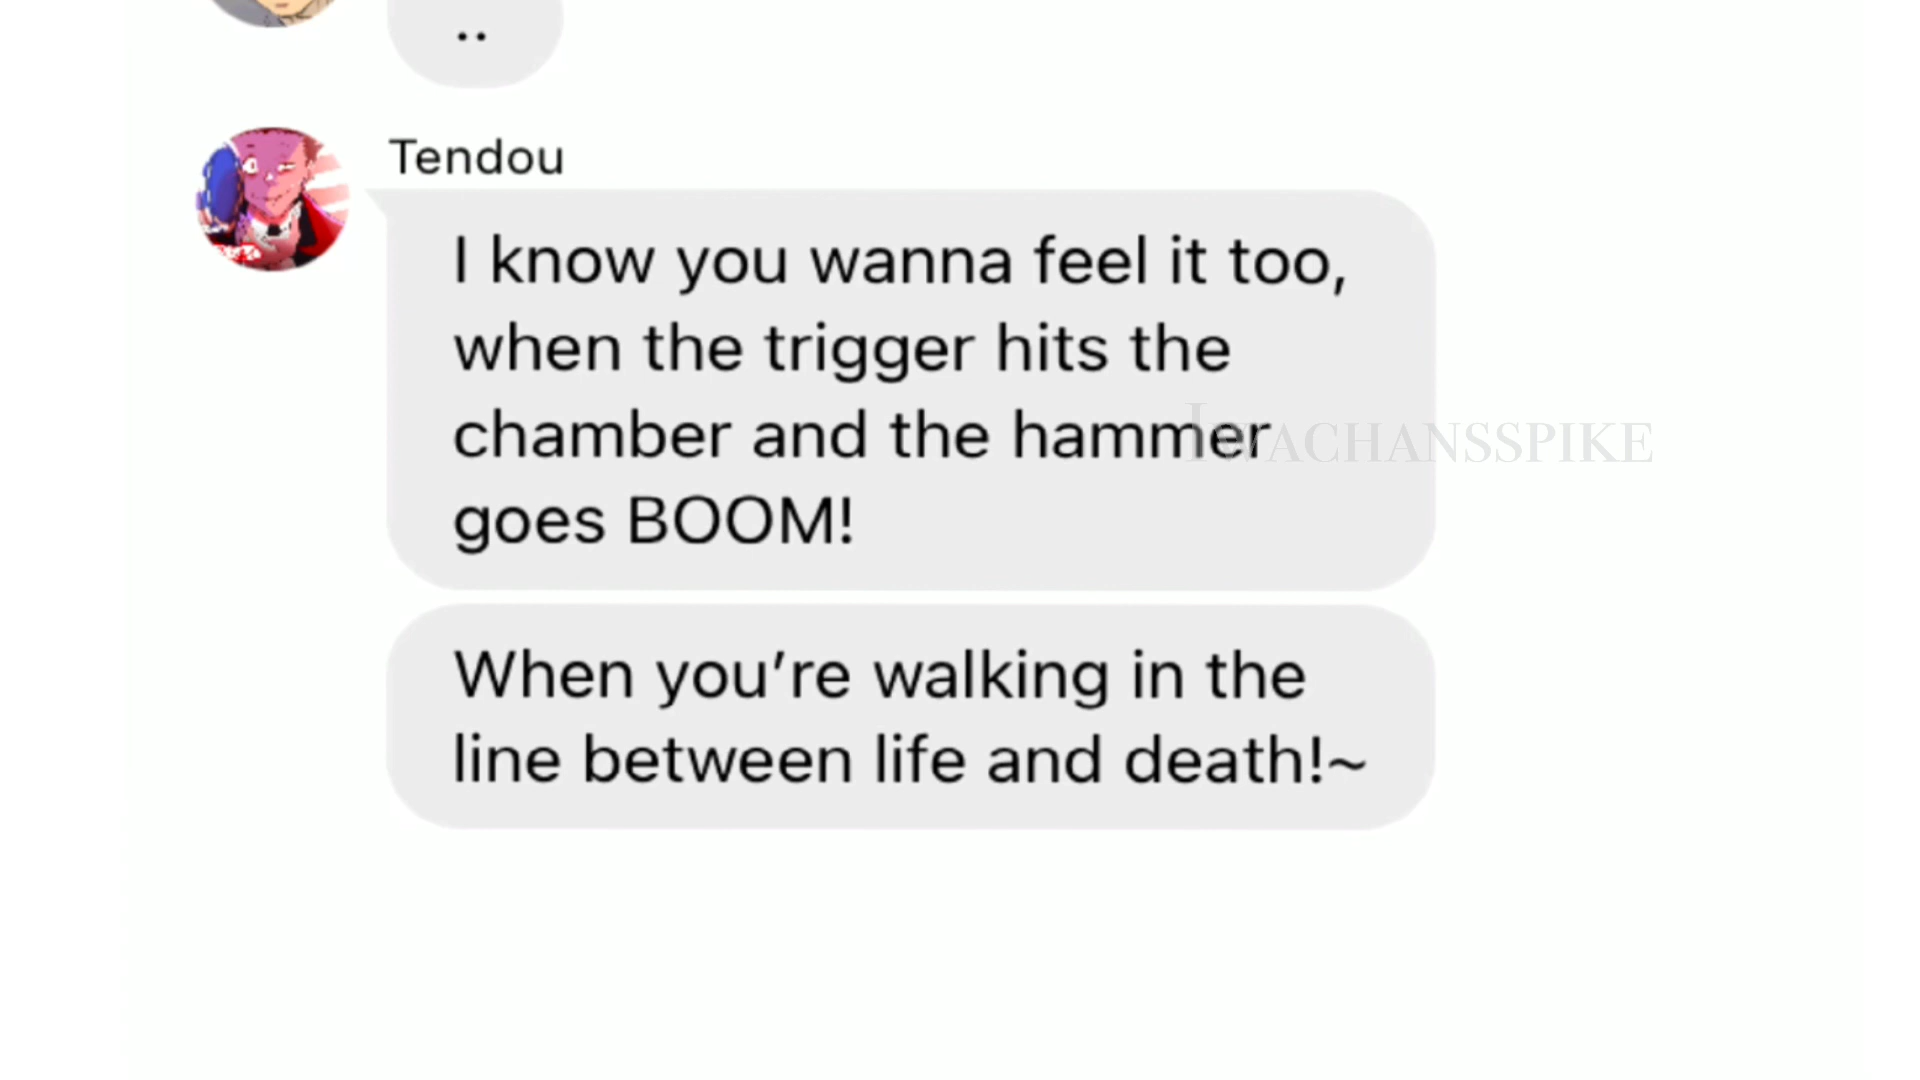 ..
Tendou
I know you wanna feel it too,
when the trigger hits the
chamber and the hammer
goes BOOM!
IWACHANSSPIKE
When you’re walking in the
line between life and death!~